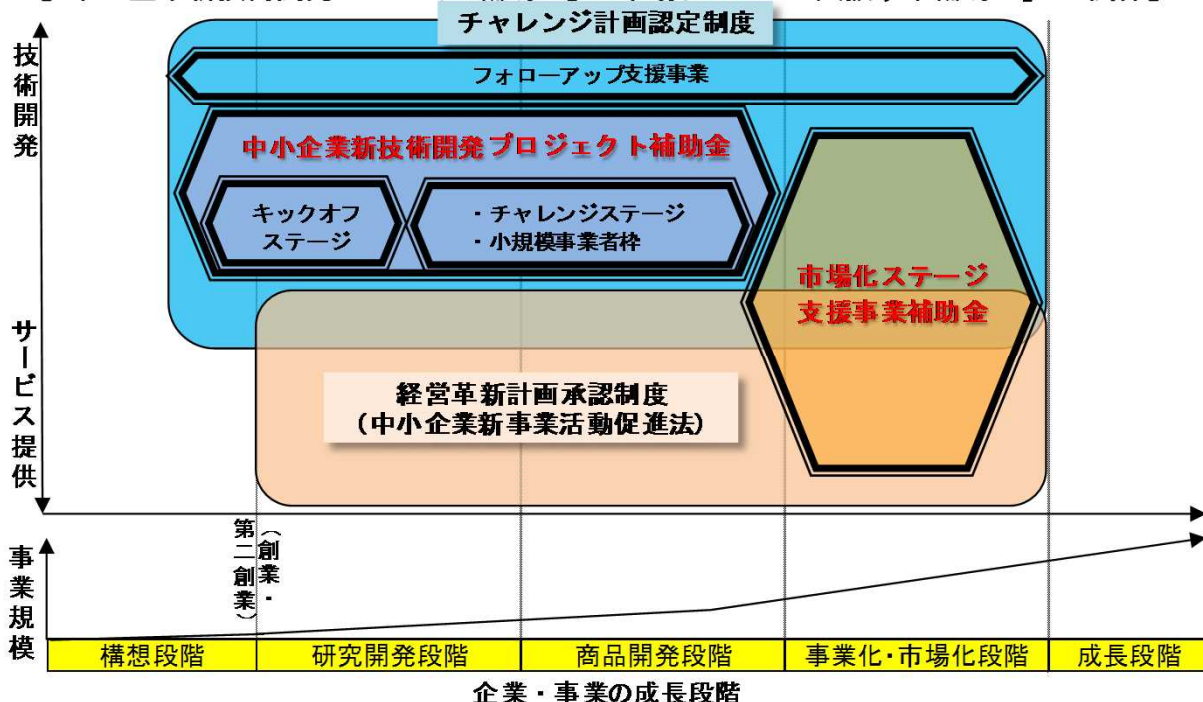 チャレンジ計画認定制度
技術開発
フォローアップ支援事業
中小企業新技術開発プロジェクト補助金
キックオフ
ステージ
・チャレンジステージ
・小規模事業者枠
市場化ステージ
支援事業補助金
サービス提供
経営革新計画承認制度
(中小企業新事業活動促進法)
(創業・
第二創業)
事業規模
構想段階
研究開発段階
商品開発段階
事業化・市場化段階
成長段階
企業・事業の成長段階